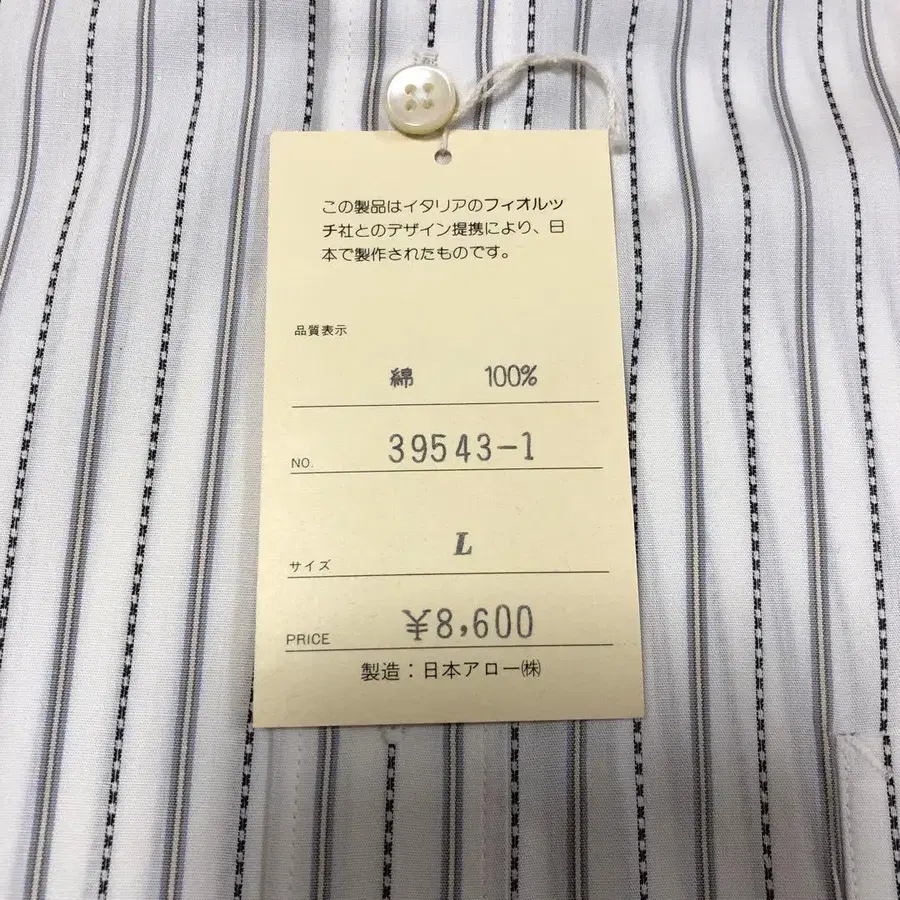 この製品はイタリアのフィオルッ
チ社とのデザイン提携により、日
本で製作されたものです。
品質表示
綿 100%
NO. 39543-1
サイズ L
PRICE ¥8,600
製造：日本アロー㈱